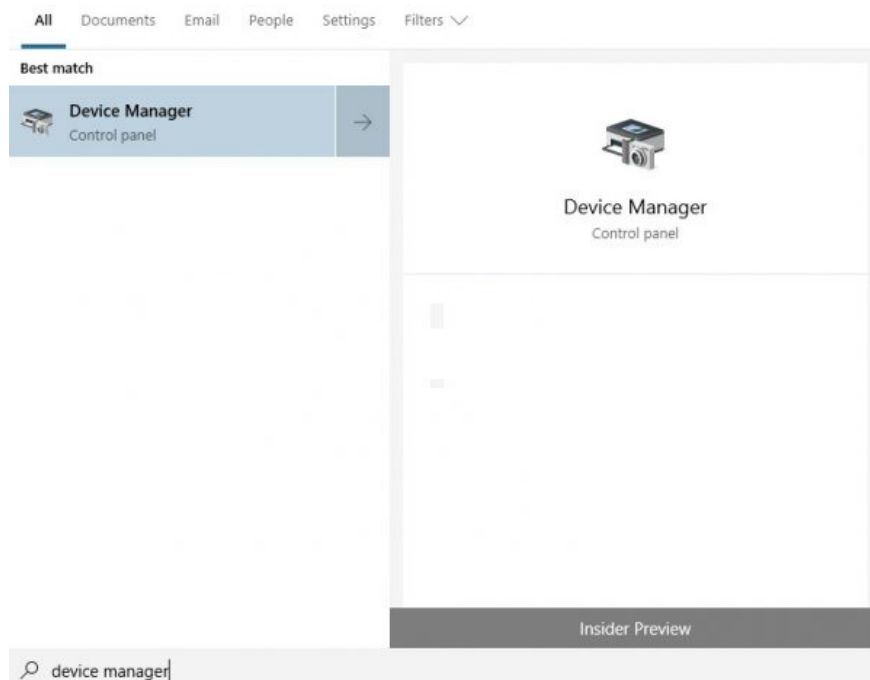 All Documents Email People Settings Filters
Best match
Device Manager
Control panel
Device Manager
Control panel
Insider Preview
device manager